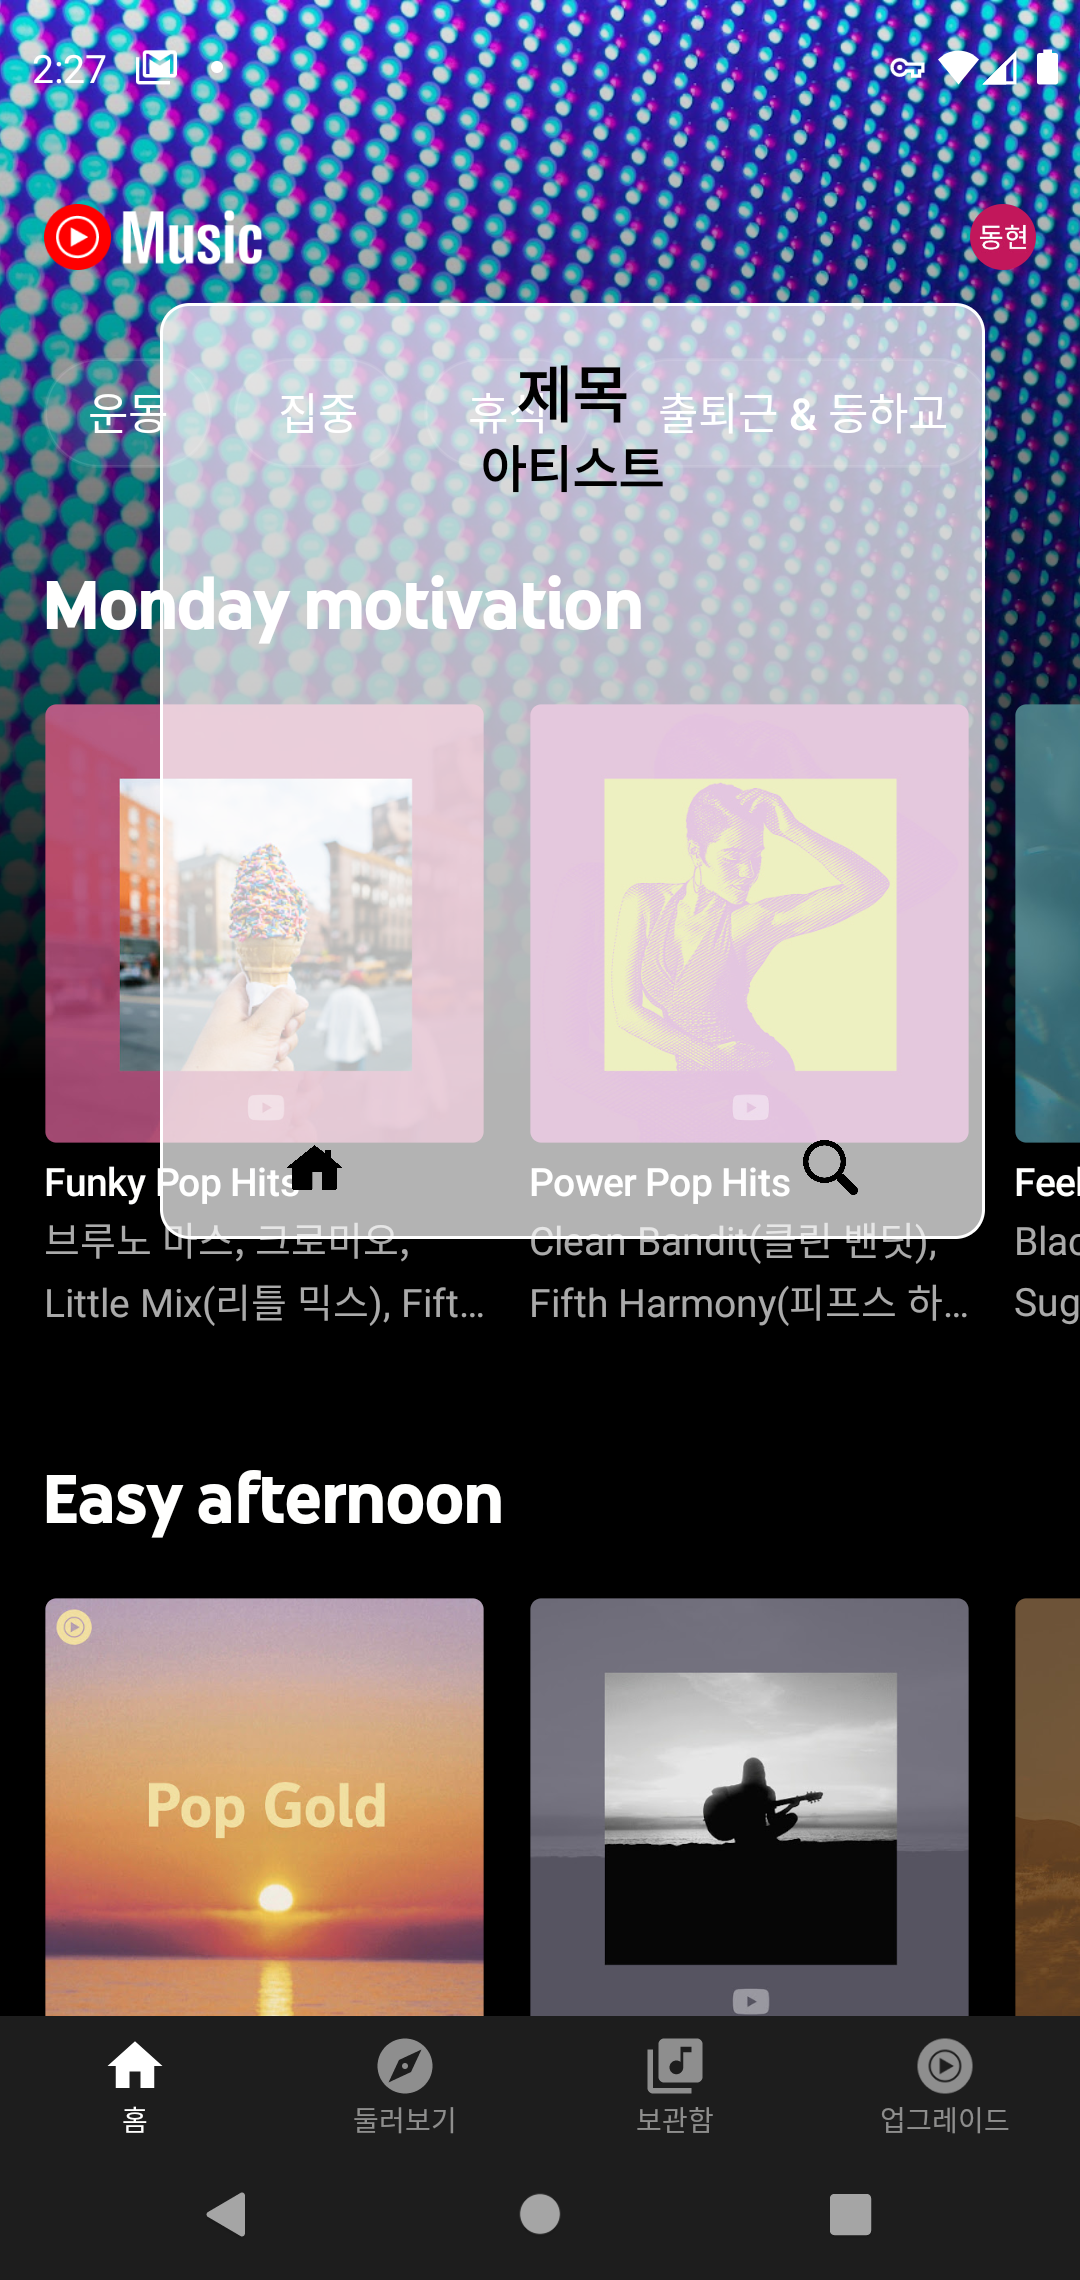 2:27
Music
동현
제목
운동 집중 휴식 출퇴근 & 등하교
아티스트
Monday motivation
Funky Pop Hits
브루노 마스, 크로미오,
Little Mix(리틀 믹스), Fift...
Power Pop Hits
Clean Bandit(클린 밴딧),
Fifth Harmony(피프스 하...
Feel
Blac
Sug
Easy afternoon
Pop Gold
홈
둘러보기
보관함
업그레이드